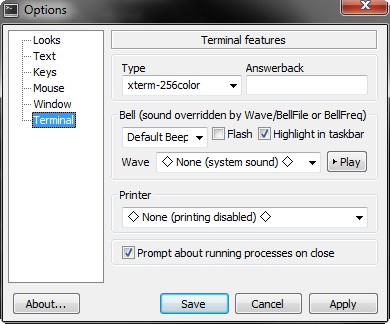 Options
Looks
Text
Keys
Mouse
Window
Terminal
Terminal features
Type Answerback
xterm-256color
Bell (sound overridden by Wave/BellFile or BellFreq)
Default Beep Flash Highlight in taskbar
Wave ◇ None (system sound) ◇ Play
Printer
◇ None (printing disabled) ◇
Prompt about running processes on close
About... Save Cancel Apply